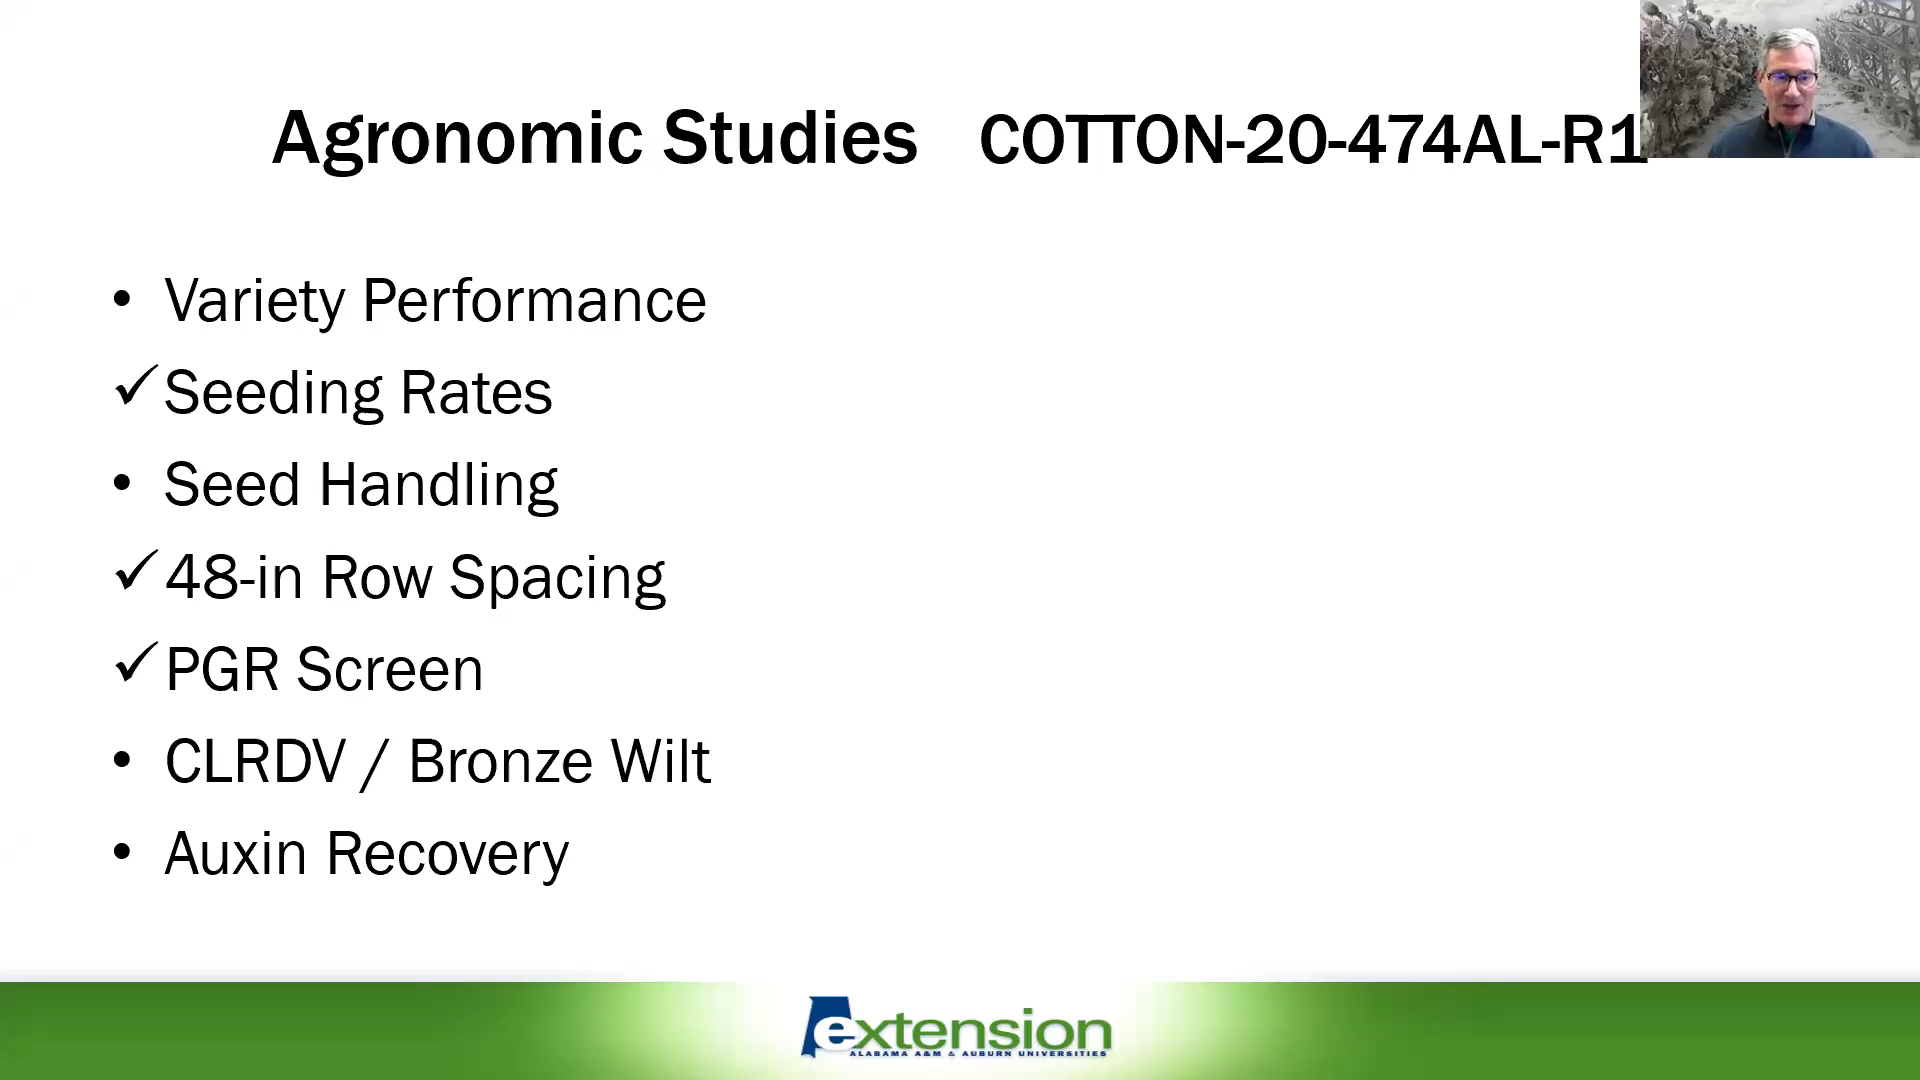 Agronomic Studies COTTON-20-474AL-R1
• Variety Performance
✓ Seeding Rates
• Seed Handling
✓ 48-in Row Spacing
✓ PGR Screen
• CLRDV / Bronze Wilt
• Auxin Recovery
extension
ALABAMA A&M & AUBURN UNIVERSITIES